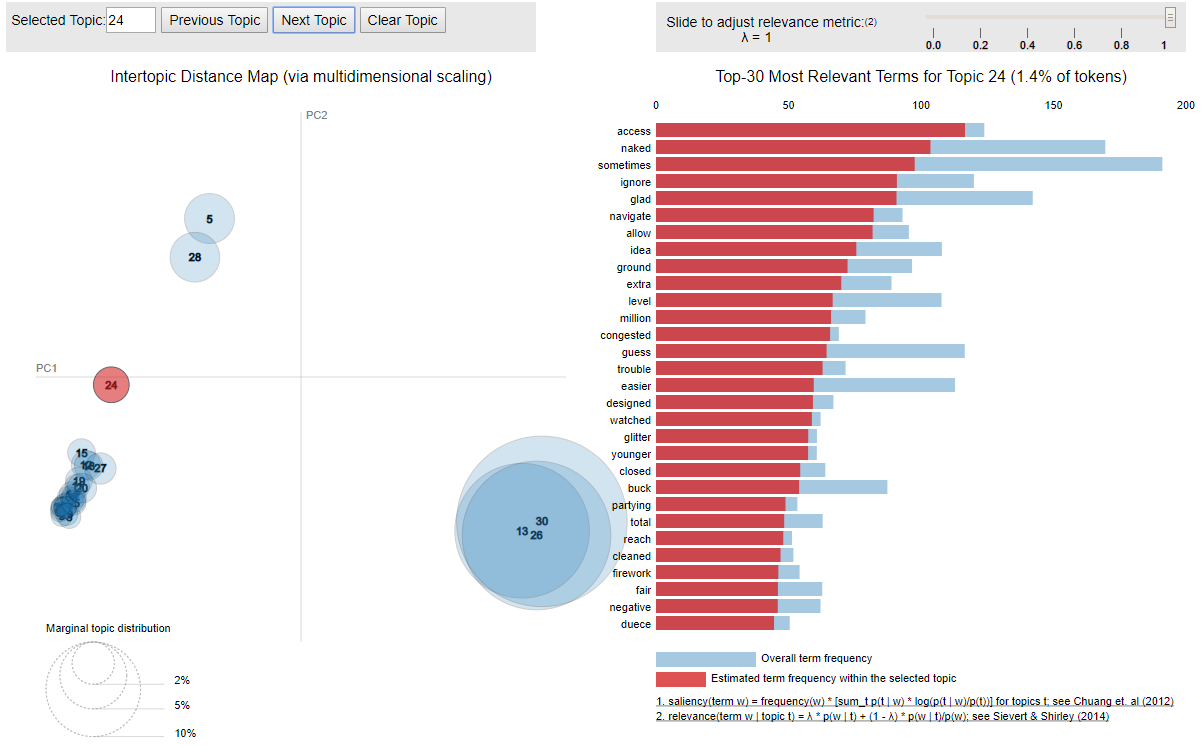 Selected Topic: 24 Previous Topic Next Topic Clear Topic
Slide to adjust relevance metric:(2)
λ = 1
0.0 0.2 0.4 0.6 0.8 1
Intertopic Distance Map (via multidimensional scaling)
PC2
PC1
5
28
24
15
27
20
30
13 26
Marginal topic distribution
2%
5%
10%
Top-30 Most Relevant Terms for Topic 24 (1.4% of tokens)
0 50 100 150 200
access
naked
sometimes
ignore
glad
navigate
allow
idea
ground
extra
level
million
congested
guess
trouble
easier
designed
watched
glitter
younger
closed
buck
partying
total
reach
cleaned
firework
fair
negative
duece
Overall term frequency
Estimated term frequency within the selected topic
1. saliency(term w) = frequency(w) * [sum_t p(t | w) * log(p(t | w)/p(t))] for topics t; see Chuang et. al (2012)
2. relevance(term w | topic t) = λ * p(w | t) + (1 - λ) * p(w | t)/p(w); see Sievert & Shirley (2014)